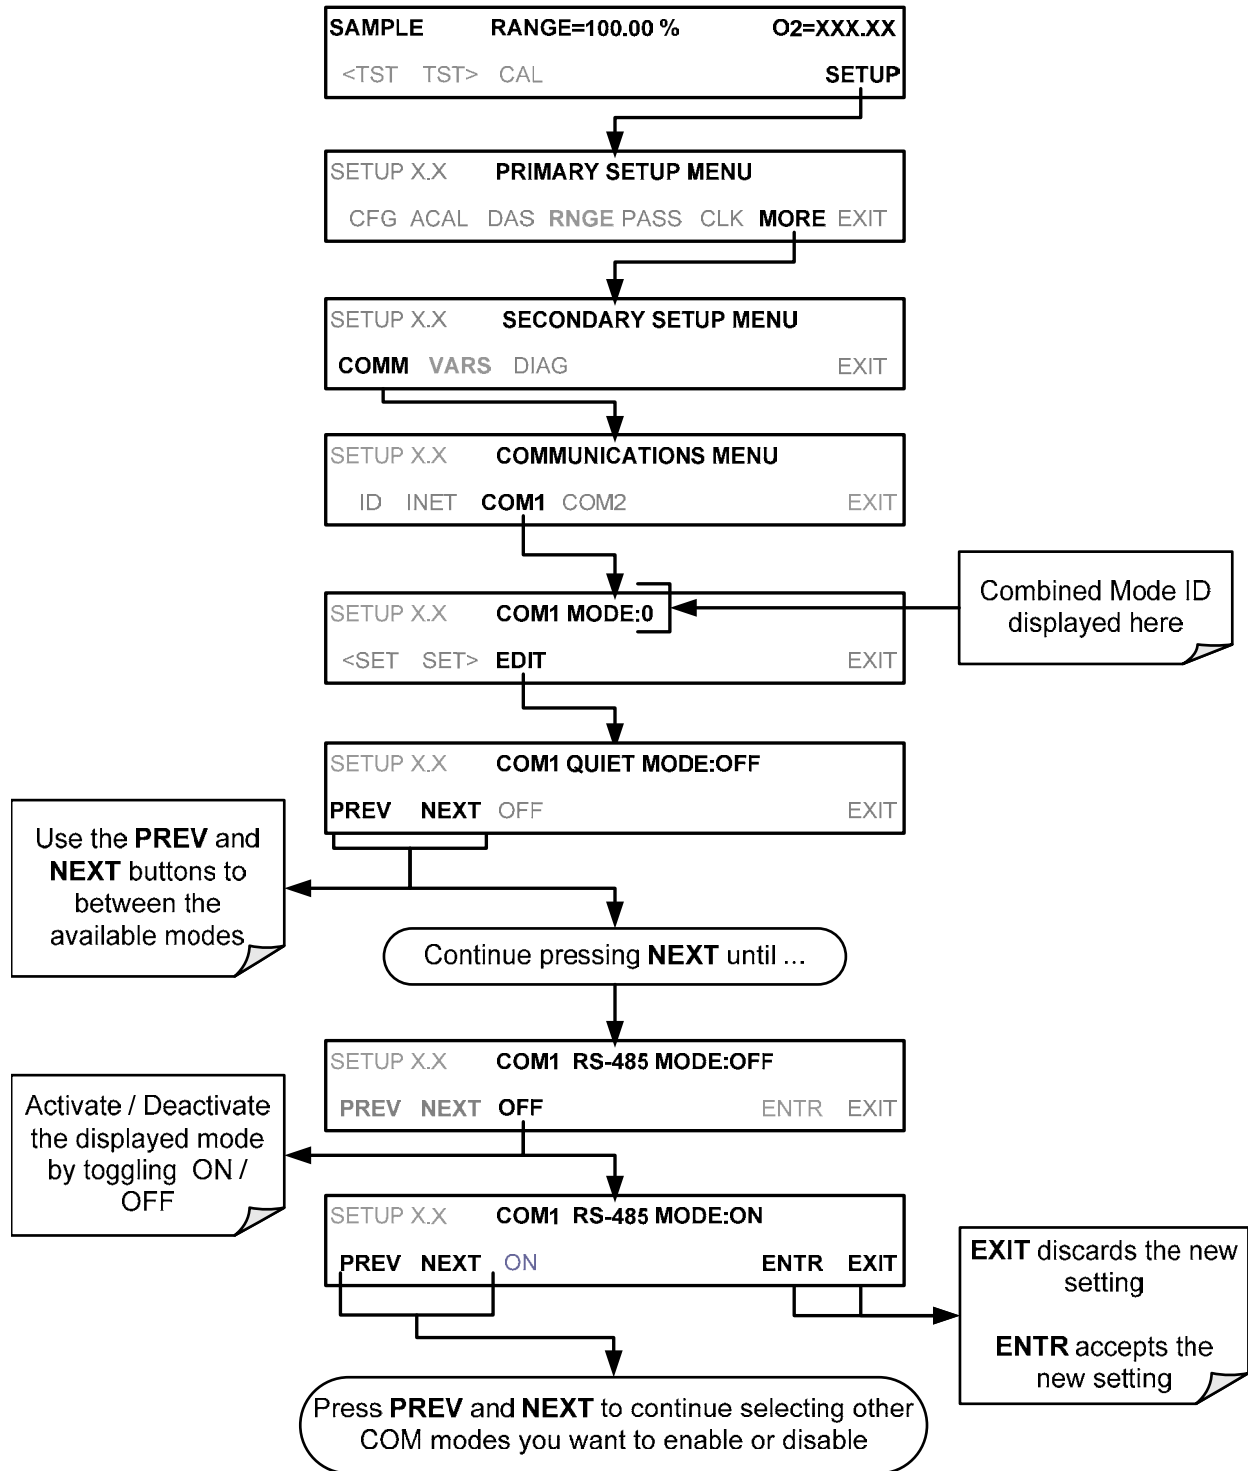 SAMPLE RANGE=100.00 % O2=XXX.XX
<TST TST> CAL SETUP
SETUP X.X PRIMARY SETUP MENU
CFG ACAL DAS RNGE PASS CLK MORE EXIT
SETUP X.X SECONDARY SETUP MENU
COMM VARS DIAG EXIT
SETUP X.X COMMUNICATIONS MENU
ID INET COM1 COM2 EXIT
SETUP X.X COM1 MODE:0
<SET SET> EDIT EXIT
Combined Mode ID
displayed here
SETUP X.X COM1 QUIET MODE:OFF
PREV NEXT OFF EXIT
Use the PREV and
NEXT buttons to
between the
available modes
Continue pressing NEXT until ...
SETUP X.X COM1 RS-485 MODE:OFF
PREV NEXT OFF ENTR EXIT
Activate / Deactivate
the displayed mode
by toggling ON /
OFF
SETUP X.X COM1 RS-485 MODE:ON
PREV NEXT ON ENTR EXIT
EXIT discards the new
setting
ENTR accepts the
new setting
Press PREV and NEXT to continue selecting other
COM modes you want to enable or disable